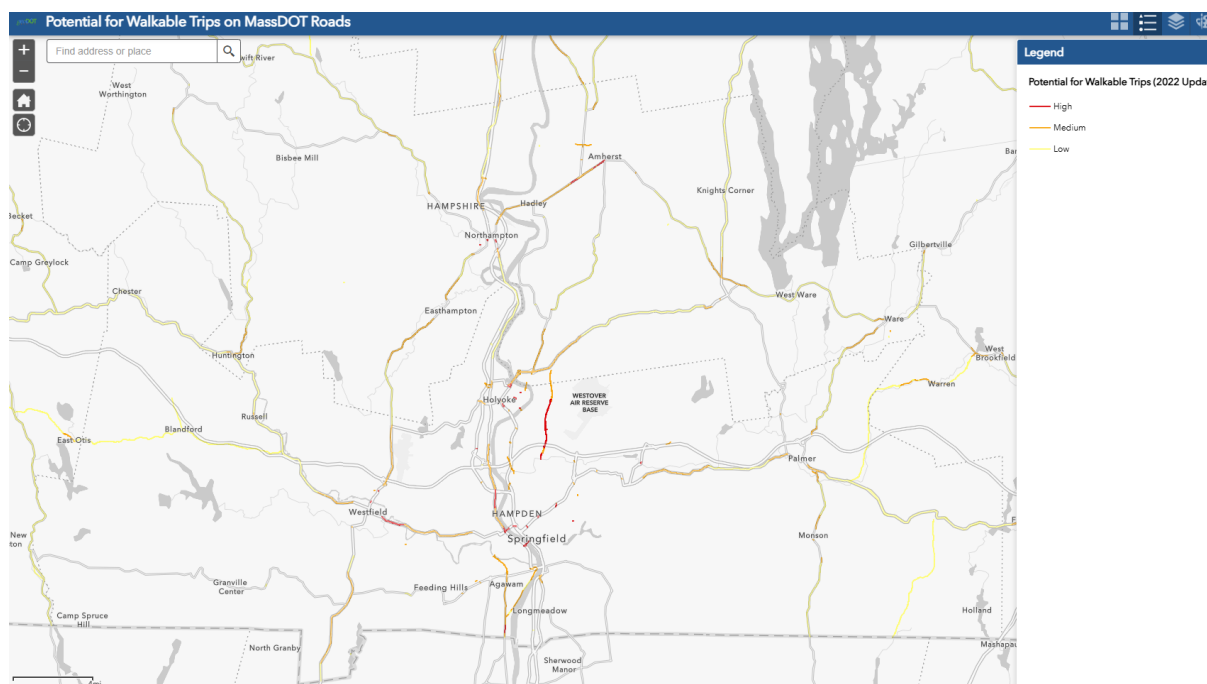 Potential for Walkable Trips on MassDOT Roads
Find address or place
Legend
Potential for Walkable Trips (2022 Upda
High
Medium
Low
wift River
West
Worthington
Bisbee Mill
Amherst
Knights Corner
Ba
HAMPSHIRE
Hadley
Northampton
Becket
Gilbertville
Camp Greylock
Chester
West Ware
Easthampton
Ware
Huntington
West
Brookfield
Warren
Holyoke
WESTOVER
AIR RESERVE
BASE
Russell
Blandford
East Otis
Palmer
Westfield
HAMPDEN
Springfield
New
ton
Monson
Granville
Center
Feeding Hills
Agawam
Longmeadow
Holland
Camp Spruce
Hill
North Granby
Mashapau
Sherwood
Manor